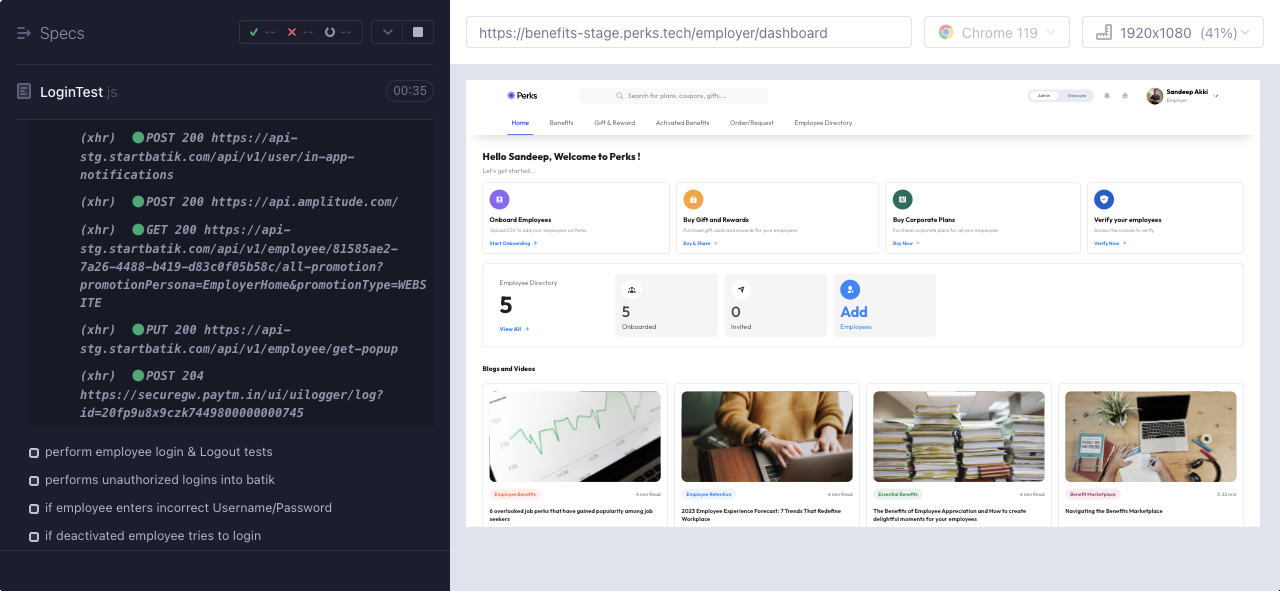 Specs
-- -- --
LoginTest.js 00:35
(xhr) POST 200 https://api-
stg.startbatik.com/api/v1/user/in-app-
notifications
(xhr) POST 200 https://api.amplitude.com/
(xhr) GET 200 https://api-
stg.startbatik.com/api/v1/employee/81585ae2-
7a26-4488-b419-d83c0f05b58c/all-promotion?
promotionPersona=EmployerHome&promotionType=WEBS
ITE
(xhr) PUT 200 https://api-
stg.startbatik.com/api/v1/employee/get-popup
(xhr) POST 204
https://securegw.paytm.in/ui/uilogger/log?
id=20fp9u8x9czk7449800000000745
perform employee login & Logout tests
performs unauthorized logins into batik
if employee enters incorrect Username/Password
if deactivated employee tries to login
https://benefits-stage.perks.tech/employer/dashboard
Chrome 119
1920x1080 (41%)
Perks
Search for plans, coupons, gifts...
Admin Employee
Sandeep Akki
Employer
Home Benefits Gift & Reward Activated Benefits Order/Request Employee Directory
Hello Sandeep, Welcome to Perks !
Let's get started...
Onboard Employees
Upload CSV to add your employees on Perks.
Start Onboarding
Buy Gift and Rewards
Purchase gift cards and rewards for your employees
Buy & Share
Buy Corporate Plans
Purchase corporate plans for all your employees
Buy Now
Verify your employees
Access the console to verify
Verify Now
Employee Directory
5
View All
5
Onboarded
0
Invited
Add
Employees
Blogs and Videos
Employee Benefits 4 min Read
6 overlooked job perks that have gained popularity among job
seekers
Employee Retention 4 min Read
2023 Employee Experience Forecast: 7 Trends That Redefine
Workplace
Essential Benefits 4 min Read
The Benefits of Employee Appreciation and How to create
delightful moments for your employees
Benefit Marketplace 0.32 min
Navigating the Benefits Marketplace